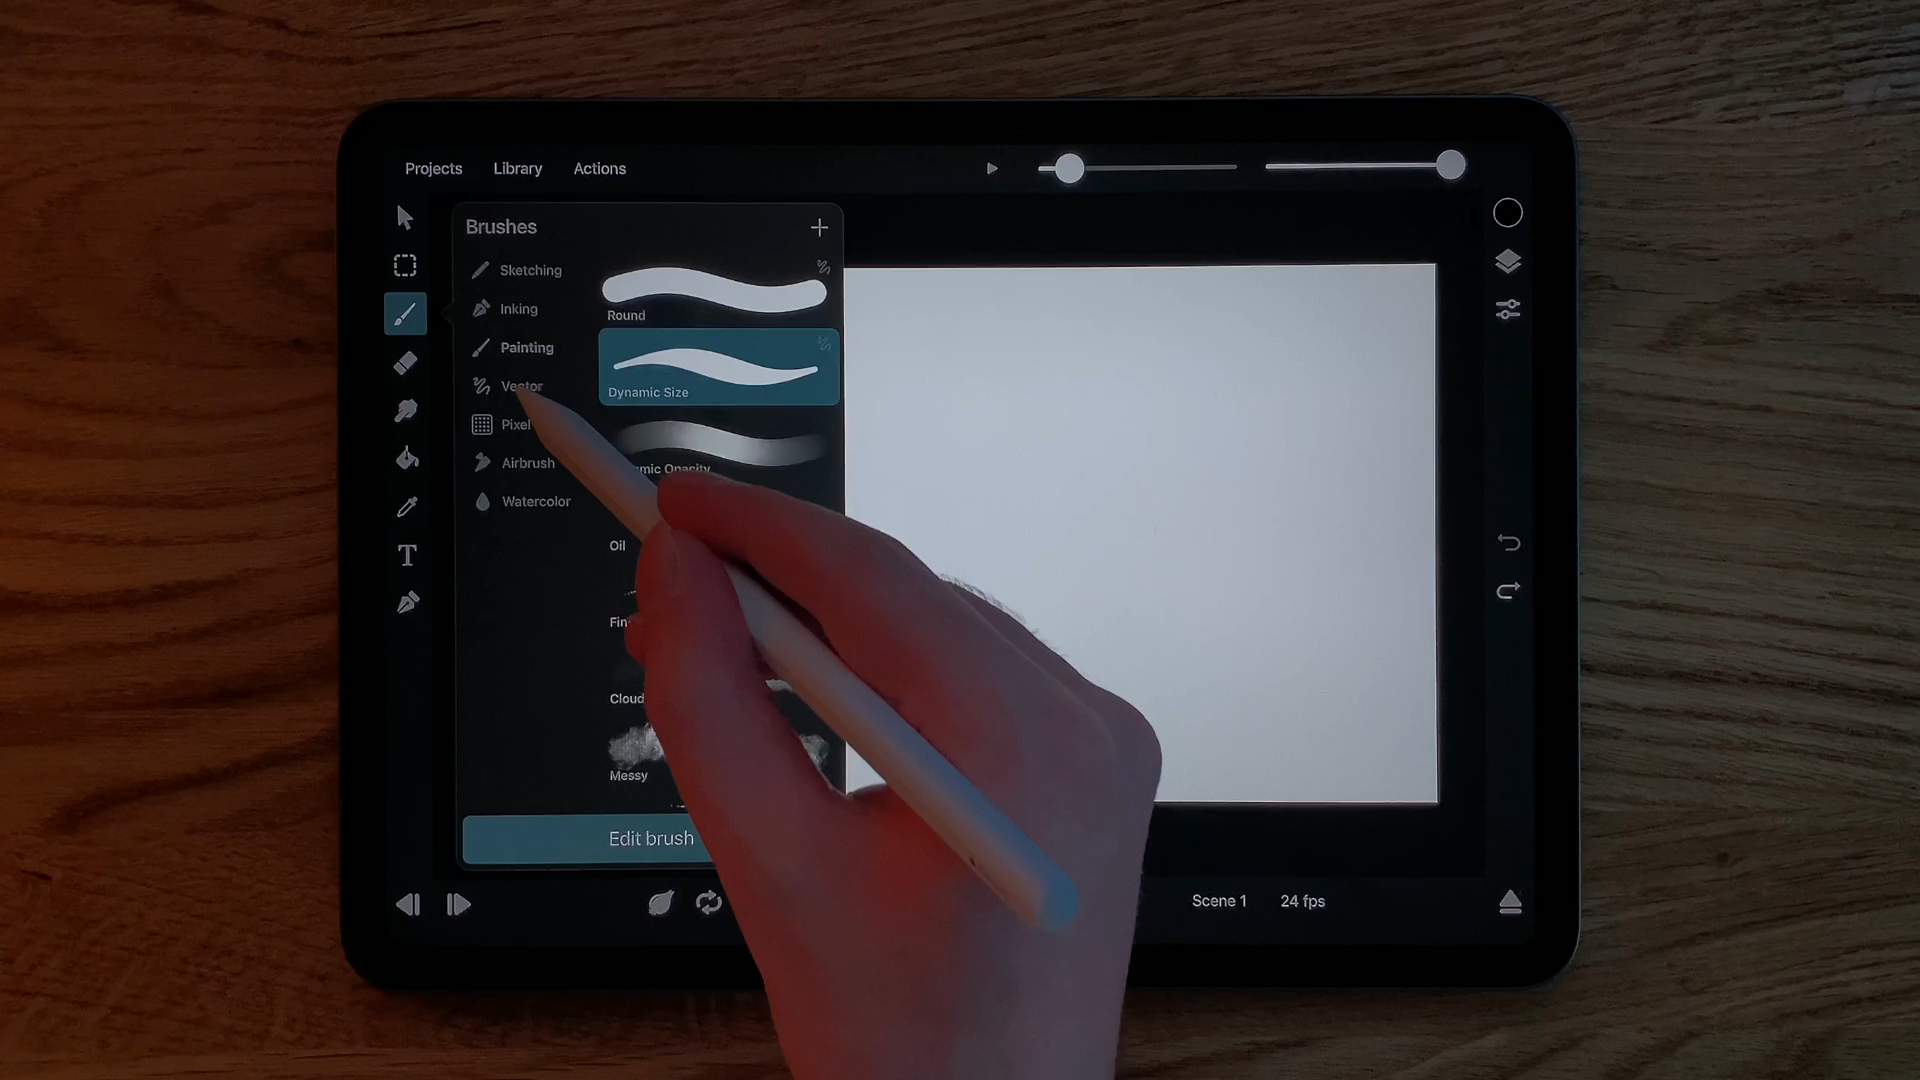 Projects
Library
Actions
Brushes
Sketching
Inking
Painting
Vector
Pixel
Airbrush
Watercolor
Round
Dynamic Size
Opacity
Oil
Cloud
Messy
Edit brush
Scene 1
24 fps